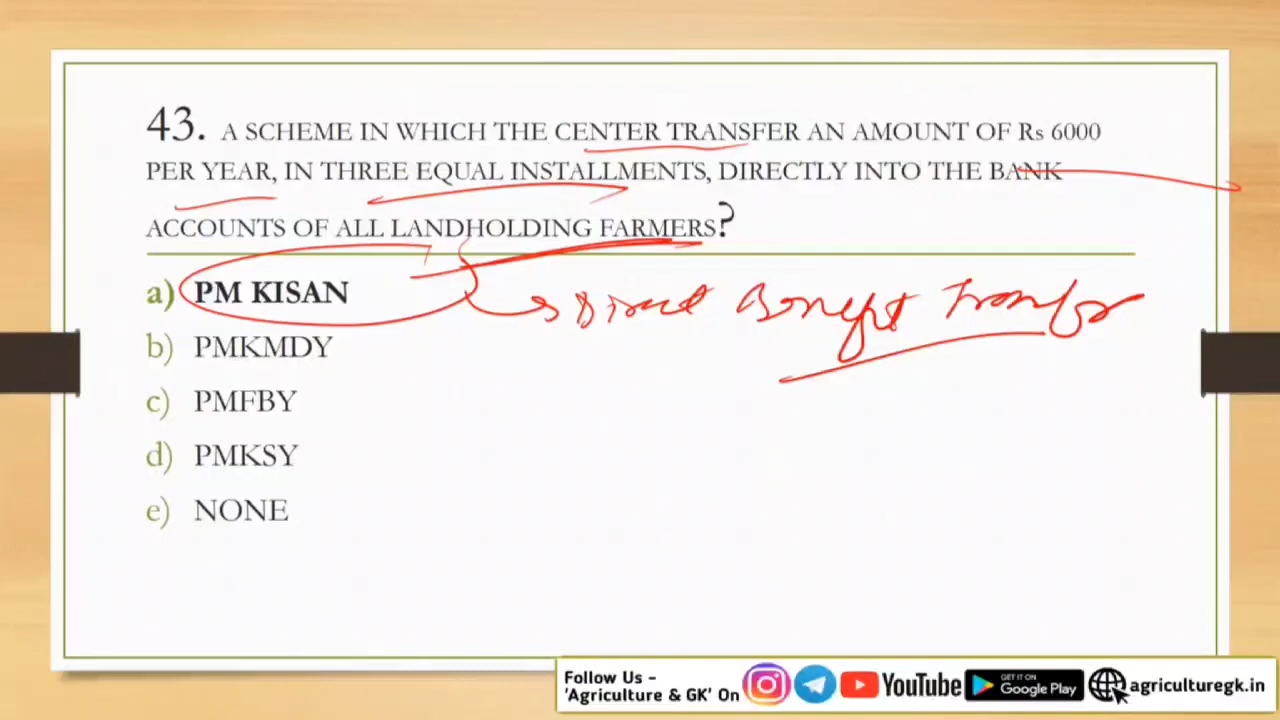 43. A SCHEME IN WHICH THE CENTER TRANSFER AN AMOUNT OF Rs 6000
PER YEAR, IN THREE EQUAL INSTALLMENTS, DIRECTLY INTO THE BANK
ACCOUNTS OF ALL LANDHOLDING FARMERS?
a) PM KISAN
Direct Benefit Transfer
b) PMKMDY
c) PMFBY
d) PMKSY
e) NONE
Follow Us -
'Agriculture & GK' On
YouTube
GET IT ON
Google Play
agriculturegk.in